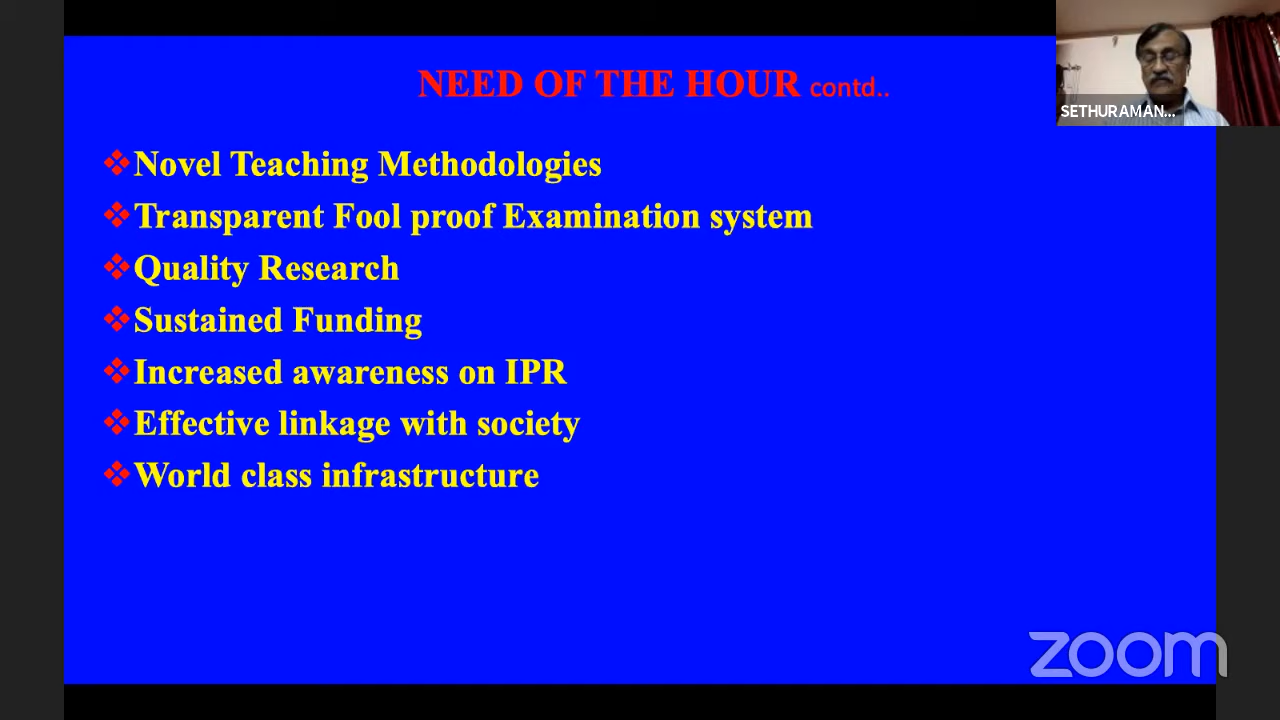 NEED OF THE HOUR contd..
SETHURAMAN...
❖Novel Teaching Methodologies
❖Transparent Fool proof Examination system
❖Quality Research
❖Sustained Funding
❖Increased awareness on IPR
❖Effective linkage with society
❖World class infrastructure
zoom